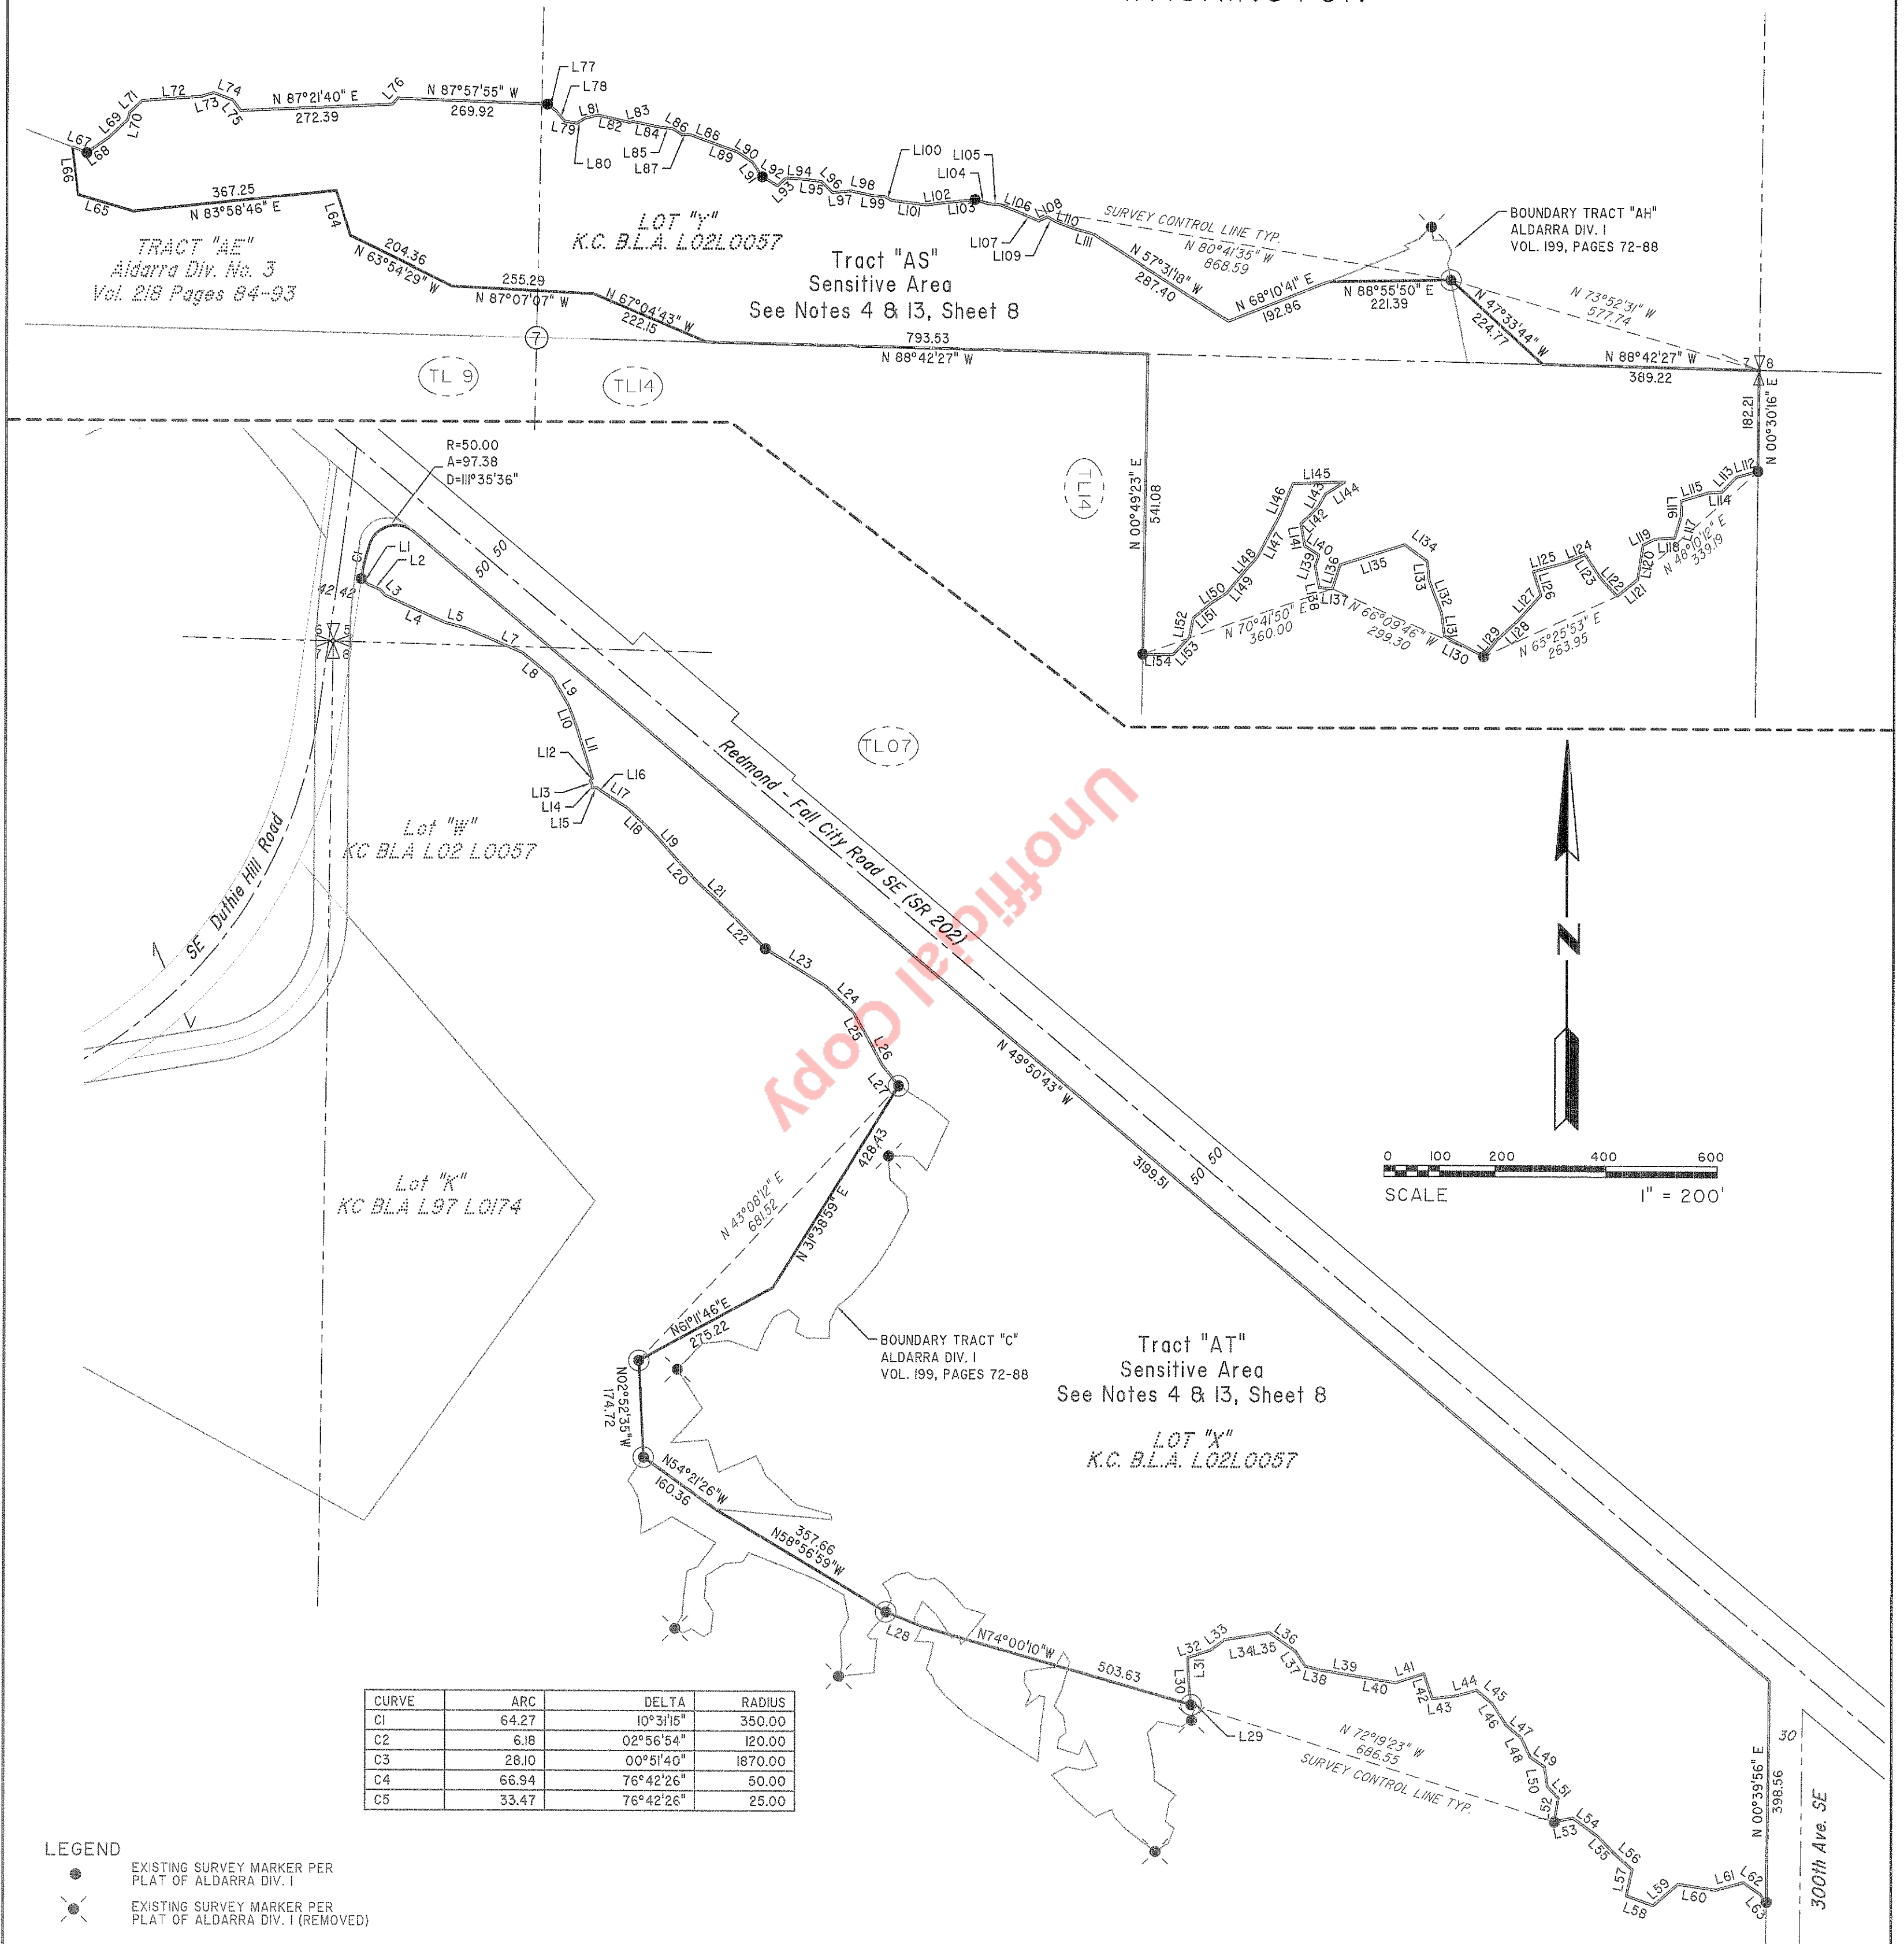 L77
L78
L67
L68
L69
L70
L71
L72
L73
L74
L75
N 87°21'40" E
272.39
L76
N 87°57'55" W
269.92
L79
L80
L81
L82
L83
L84
L85
L86
L87
L88
L89
L90
L91
L92
L93
L94
L95
L96
L97
L98
L99
L100
L101
L102
L103
L104
L105
L106
L107
L108
L109
L110
L111
SURVEY CONTROL LINE TYP.
N 80°41'35" W
868.59
BOUNDARY TRACT "AH"
ALDARRA DIV. 1
VOL. 199, PAGES 72-88
L66
L65
367.25
N 83°58'46" E
L64
TRACT "AE"
Aldarra Div. No. 3
Vol. 218 Pages 84-93
204.36
N 63°54'29" W
255.29
N 87°07'07" W
N 67°04'43" W
222.15
LOT "Y"
K.C. B.L.A. L02L0057
Tract "AS"
Sensitive Area
See Notes 4 & 13, Sheet 8
793.53
N 88°42'27" W
N 57°31'18" W
287.40
N 68°10'41" E
192.86
N 88°55'50" E
221.39
N 47°33'44" W
224.77
N 73°52'31" W
577.74
N 88°42'27" W
389.22
7
8
7
TL 9
TL14
TL14
N 00°49'23" E
541.08
182.21
N 00°30'16" E
L112
L113
L114
L115
L116
L117
L118
L119
L120
L121
L122
L123
L124
L125
L126
L127
L128
L129
L130
L131
L132
L133
L134
L135
L136
L137
L138
L139
L140
L141
L142
L143
L144
L145
L146
L147
L148
L149
L150
L151
L152
L153
L154
N 48°10'12" E
339.19
N 65°25'53" E
263.95
N 66°09'46" W
299.30
N 70°41'50" E
360.00
R=50.00
A=97.38
D=111°35'36"
C1
L1
L2
L3
L4
L5
L7
L8
L9
L10
L11
L12
L13
L14
L15
L16
L17
L18
L19
L20
L21
L22
L23
L24
L25
L26
L27
42
42
6
5
7
8
50
50
TL07
Redmond - Fall City Road SE (SR 202)
SE Duthie Hill Road
Lot "W"
KC BLA L02 L0057
Lot "K"
KC BLA L97 L0174
Unofficial Copy
N
0 100 200 400 600
SCALE 1" = 200'
N 49°50'43" W
3199.51
50
50
428.43
N 31°38'59" E
N 43°08'12" E
681.52
N61°11'46"E
275.22
N02°52'35"W
174.72
N54°21'26"W
160.36
357.66
N58°56'59"W
BOUNDARY TRACT "C"
ALDARRA DIV. 1
VOL. 199, PAGES 72-88
Tract "AT"
Sensitive Area
See Notes 4 & 13, Sheet 8
LOT "X"
K.C. B.L.A. L02L0057
L28
N74°00'10"W
503.63
L29
L30
L31
L32
L33
L34
L35
L36
L37
L38
L39
L40
L41
L42
L43
L44
L45
L46
L47
L48
L49
L50
L51
L52
L53
L54
L55
L56
L57
L58
L59
L60
L61
L62
L63
N 72°19'23" W
686.55
SURVEY CONTROL LINE TYP.
30
N 00°39'56" E
398.56
300th Ave. SE
CURVE ARC DELTA RADIUS
C1 64.27 10°31'15" 350.00
C2 6.18 02°56'54" 120.00
C3 28.10 00°51'40" 1870.00
C4 66.94 76°42'26" 50.00
C5 33.47 76°42'26" 25.00
LEGEND
EXISTING SURVEY MARKER PER
PLAT OF ALDARRA DIV. 1
EXISTING SURVEY MARKER PER
PLAT OF ALDARRA DIV. 1 (REMOVED)